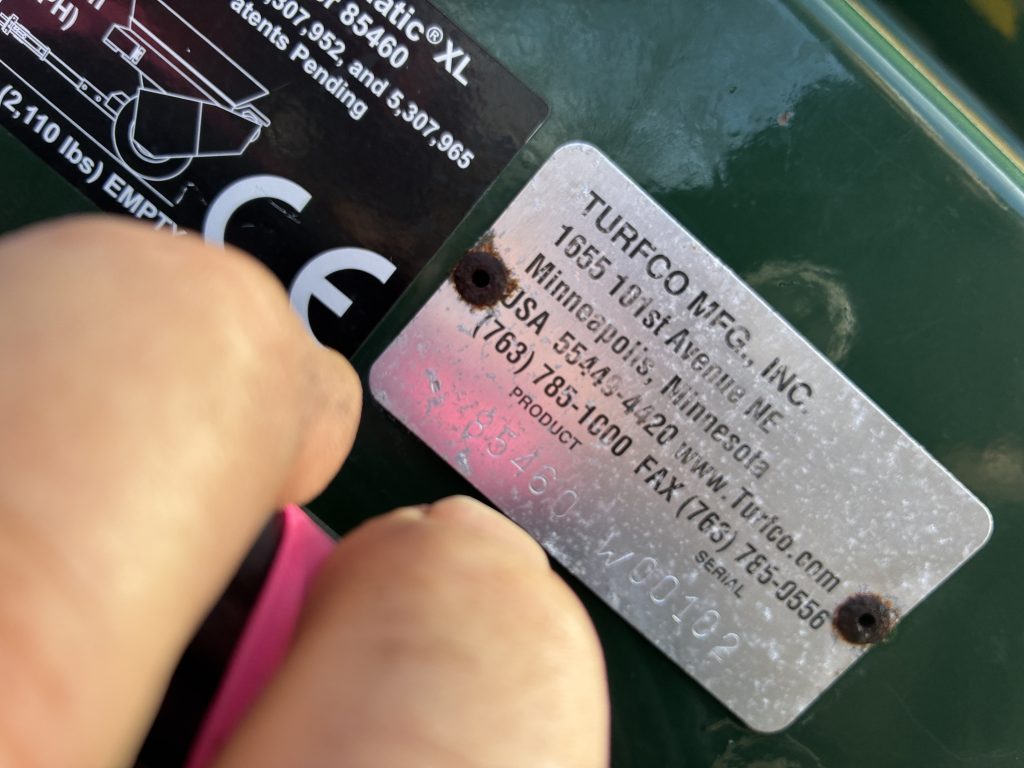 PH)
(2,110 lbs) EMPTY
atic® XL
85460
,307,952, and 5,307,965
atents Pending
CE
TURFCO MFG., INC.
1655 101st Avenue NE
Minneapolis, Minnesota
USA 55449-4420 www.Turfco.com
(763) 785-1000 FAX (763) 785-0556
PRODUCT SERIAL
85460 W00102